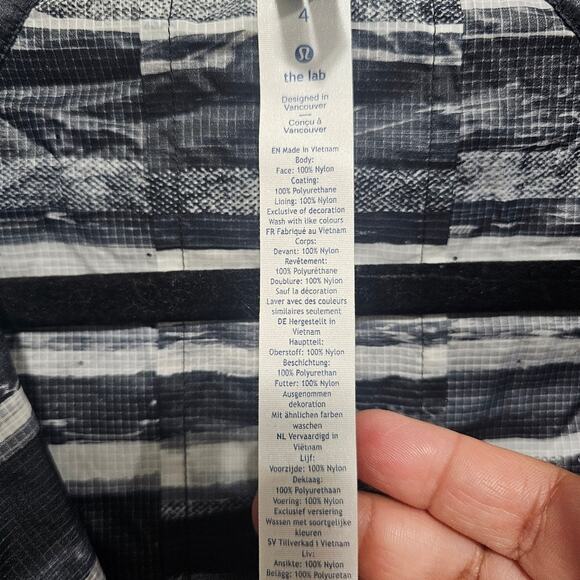 4
the lab
Designed in
Vancouver
Conçu à
Vancouver
EN Made in Vietnam
Body:
Face: 100% Nylon
Coating:
100% Polyurethane
Lining: 100% Nylon
Exclusive of decoration
Wash with like colours
FR Fabriqué au Vietnam
Corps:
Devant: 100% Nylon
Revêtement:
100% Polyuréthane
Doublure: 100% Nylon
Sauf la décoration
Laver avec des couleurs
similaires seulement
DE Hergestellt in
Vietnam
Hauptteil:
Oberstoff: 100% Nylon
Beschichtung:
100% Polyurethan
Futter: 100% Nylon
Ausgenommen
dekoration
Mit ähnlichen farben
waschen
NL Vervaardigd in
Viëtnam
Lijf:
Voorzijde: 100% Nylon
Deklaag:
100% Polyurethaan
Voering: 100% Nylon
Exclusief versiering
Wassen met soortgelijke
kleuren
SV Tillverkad i Vietnam
Liv:
Ansikte: 100% Nylon
Belägg: 100% Polyuretan